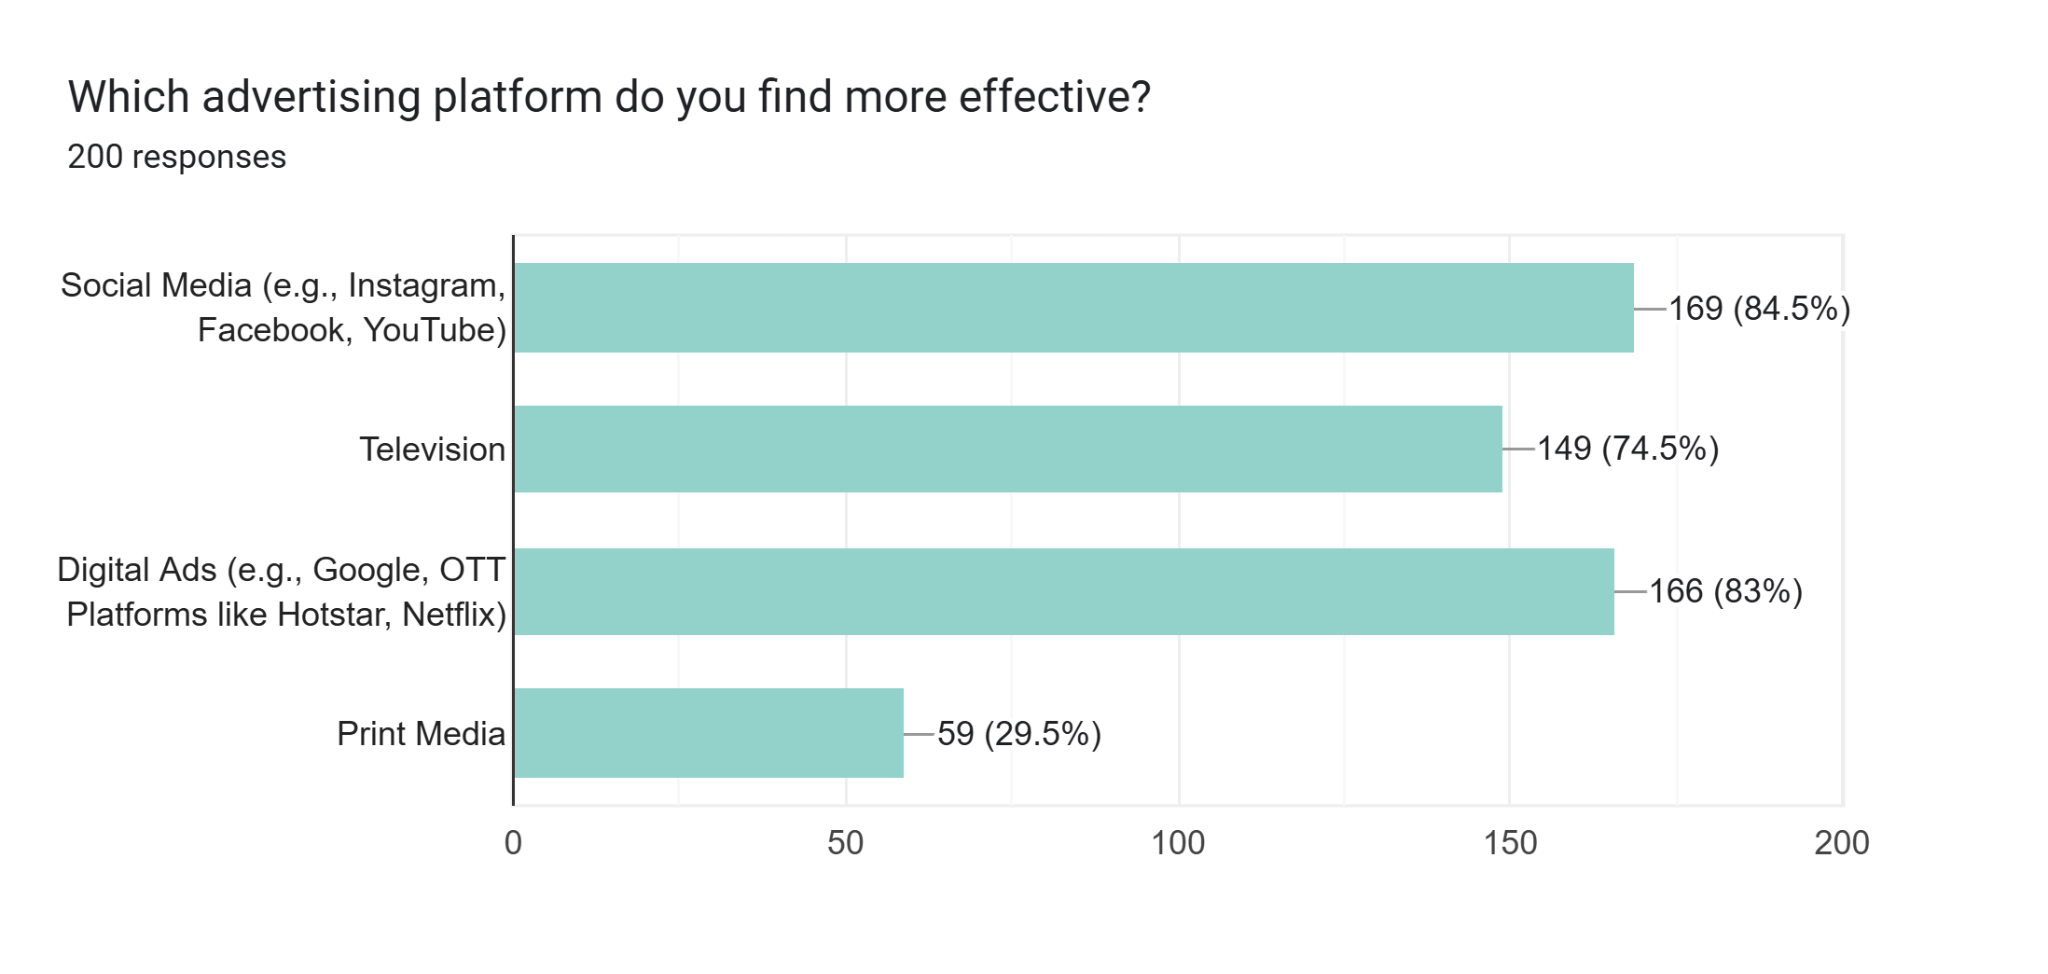 Which advertising platform do you find more effective?
200 responses
Social Media (e.g., Instagram,
Facebook, YouTube)
169 (84.5%)
Television
149 (74.5%)
Digital Ads (e.g., Google, OTT
Platforms like Hotstar, Netflix)
166 (83%)
Print Media
59 (29.5%)
0 50 100 150 200